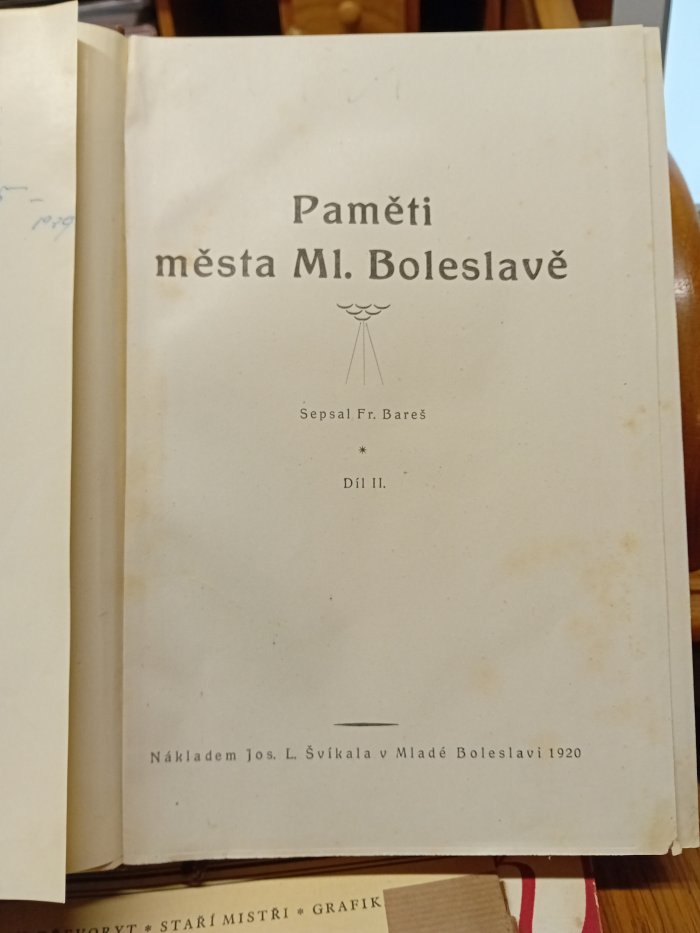 Paměti
města Ml. Boleslavě
Sepsal Fr. Bareš
*
Díl II.
Nákladem Jos. L. Švíkala v Mladé Boleslavi 1920
* STAŘÍ MISTŘI * GRAFIK